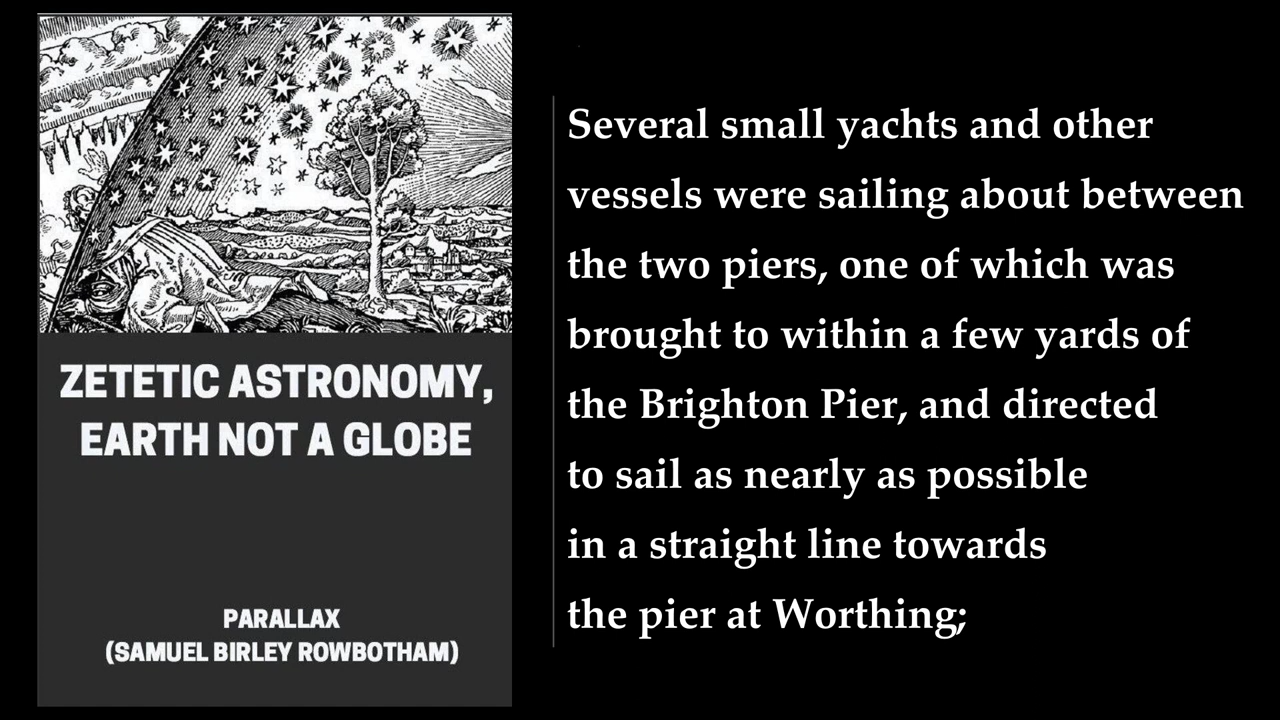 ZETETIC ASTRONOMY,
EARTH NOT A GLOBE
PARALLAX
(SAMUEL BIRLEY ROWBOTHAM)
Several small yachts and other
vessels were sailing about between
the two piers, one of which was
brought to within a few yards of
the Brighton Pier, and directed
to sail as nearly as possible
in a straight line towards
the pier at Worthing;